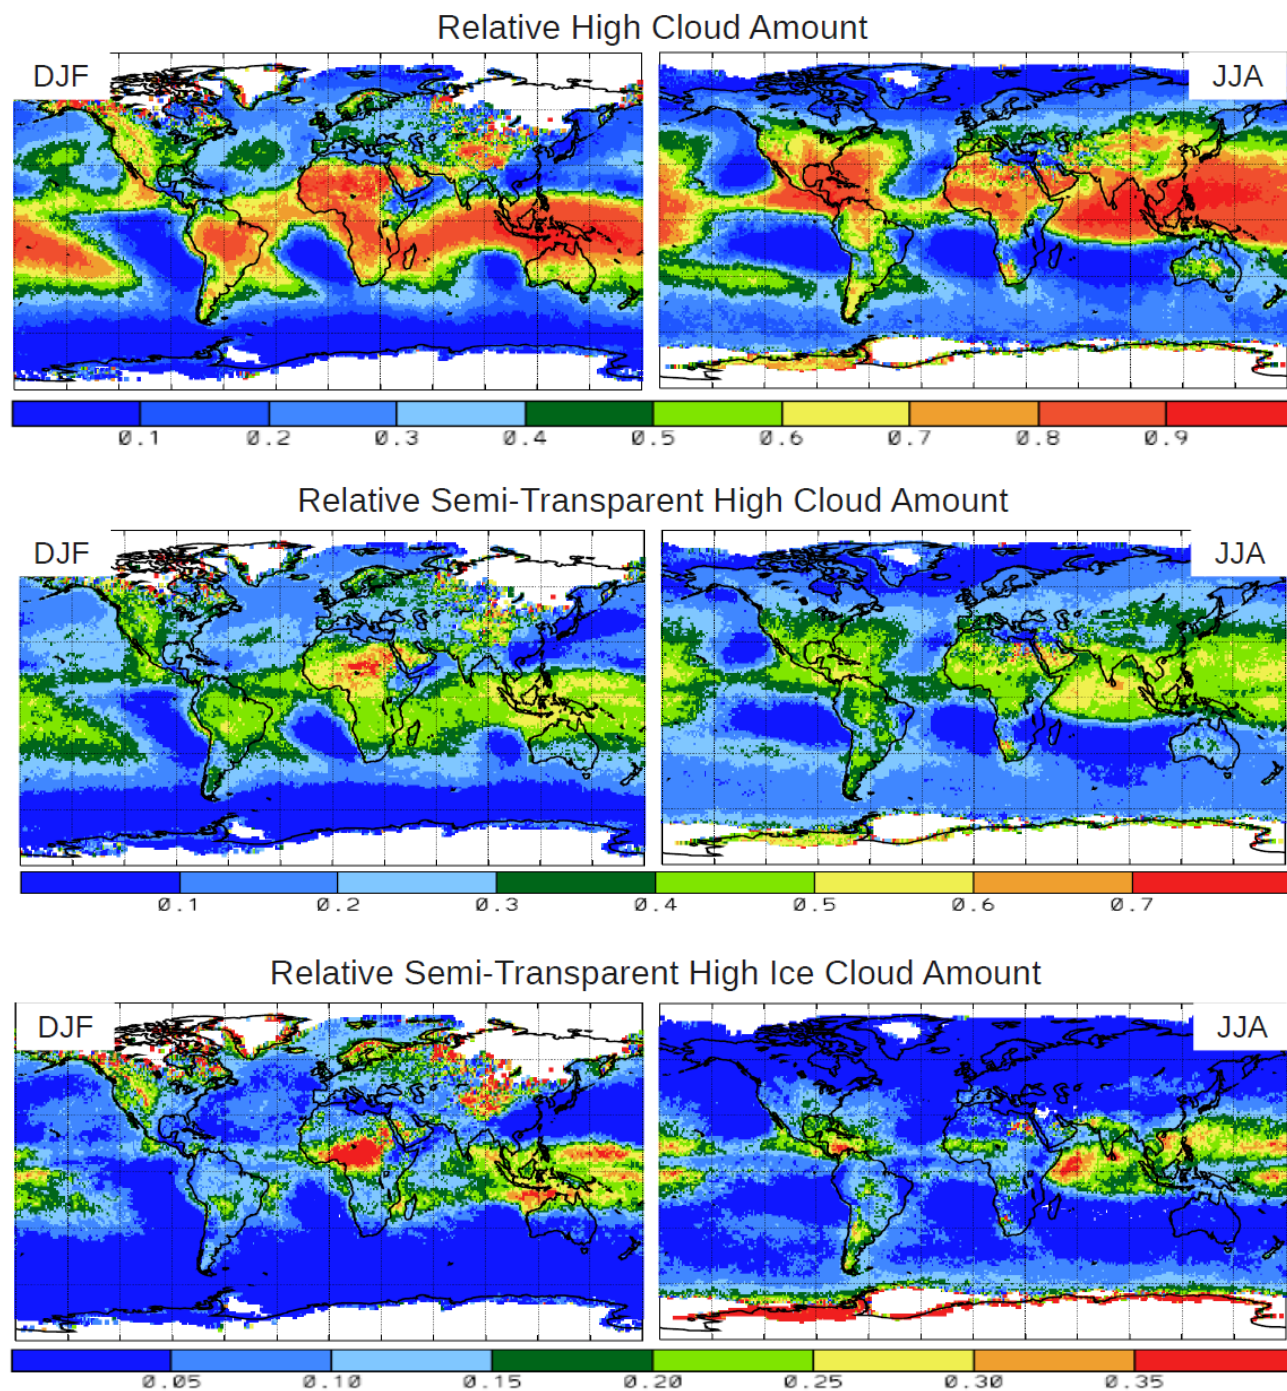 Relative High Cloud Amount
DJF
JJA
0.1 0.2 0.3 0.4 0.5 0.6 0.7 0.8 0.9
Relative Semi-Transparent High Cloud Amount
DJF
JJA
0.1 0.2 0.3 0.4 0.5 0.6 0.7
Relative Semi-Transparent High Ice Cloud Amount
DJF
JJA
0.05 0.10 0.15 0.20 0.25 0.30 0.35